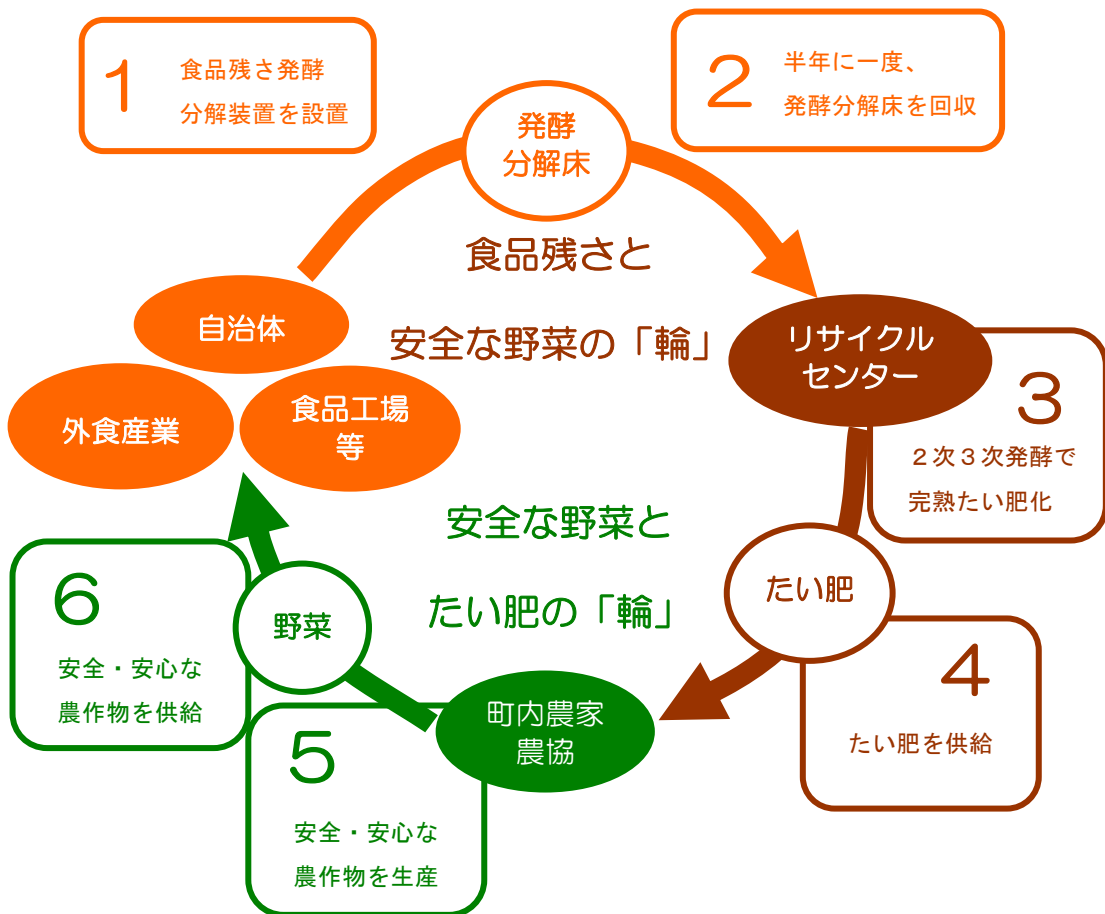 1
食品残さ発酵
分解装置を設置
2
半年に一度、
発酵分解床を回収
発酵
分解床
食品残さと
安全な野菜の「輪」
自治体
外食産業
食品工場
等
リサイクル
センター
3
２次３次発酵で
完熟たい肥化
安全な野菜と
たい肥の「輪」
たい肥
4
たい肥を供給
町内農家
農協
5
安全・安心な
農作物を生産
野菜
6
安全・安心な
農作物を供給